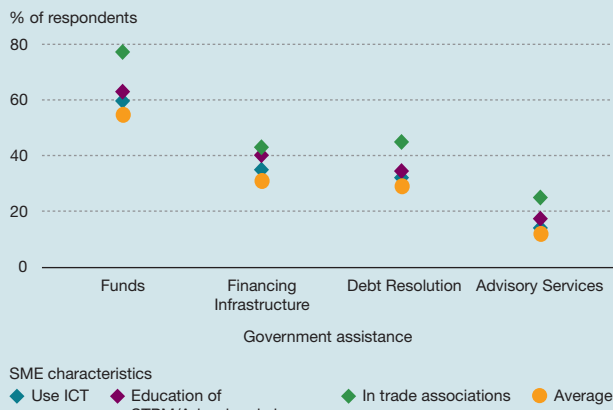 % of respondents
80
60
40
20
0
Funds
Financing
Infrastructure
Debt Resolution
Advisory Services
Government assistance
SME characteristics
Use ICT
Education of
In trade associations
Average